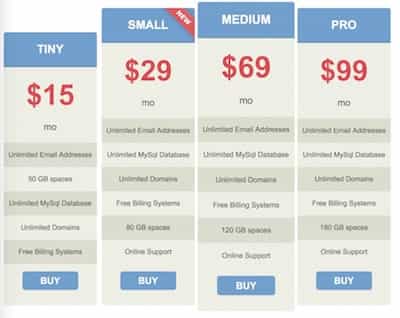 TINY
$15
mo
Unlimited Email Addresses
50 GB spaces
Unlimited MySql Database
Unlimited Domains
Free Billing Systems
BUY
SMALL
NEW
$29
mo
Unlimited Email Addresses
Unlimited MySql Database
Unlimited Domains
Free Billing Systems
80 GB spaces
Online Support
BUY
MEDIUM
$69
mo
Unlimited Email Addresses
Unlimited MySql Database
Unlimited Domains
Free Billing Systems
120 GB spaces
Online Support
BUY
PRO
$99
mo
Unlimited Email Addresses
Unlimited MySql Database
Unlimited Domains
Free Billing Systems
180 GB spaces
Online Support
BUY